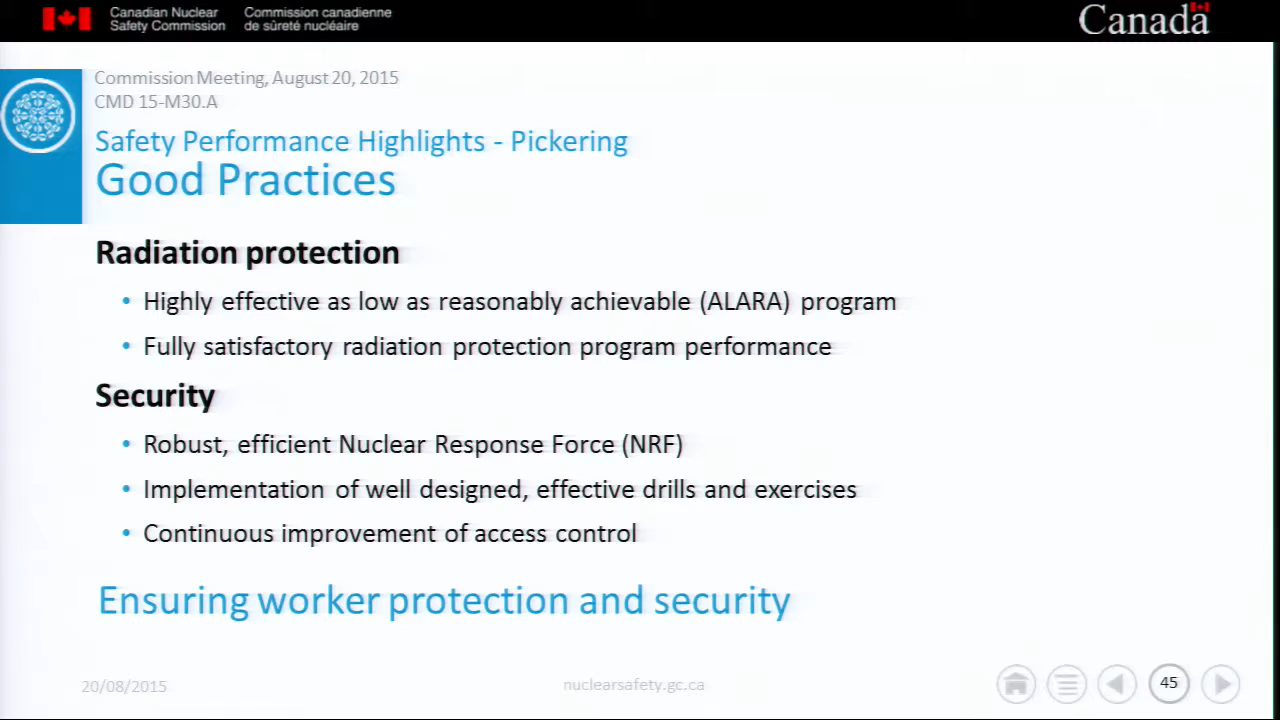 Canadian Nuclear Safety Commission
Commission canadienne de sûreté nucléaire
Canada
Commission Meeting, August 20, 2015
CMD 15-M30.A
Safety Performance Highlights - Pickering
Good Practices
Radiation protection
• Highly effective as low as reasonably achievable (ALARA) program
• Fully satisfactory radiation protection program performance
Security
• Robust, efficient Nuclear Response Force (NRF)
• Implementation of well designed, effective drills and exercises
• Continuous improvement of access control
Ensuring worker protection and security
20/08/2015
nuclearsafety.gc.ca
45